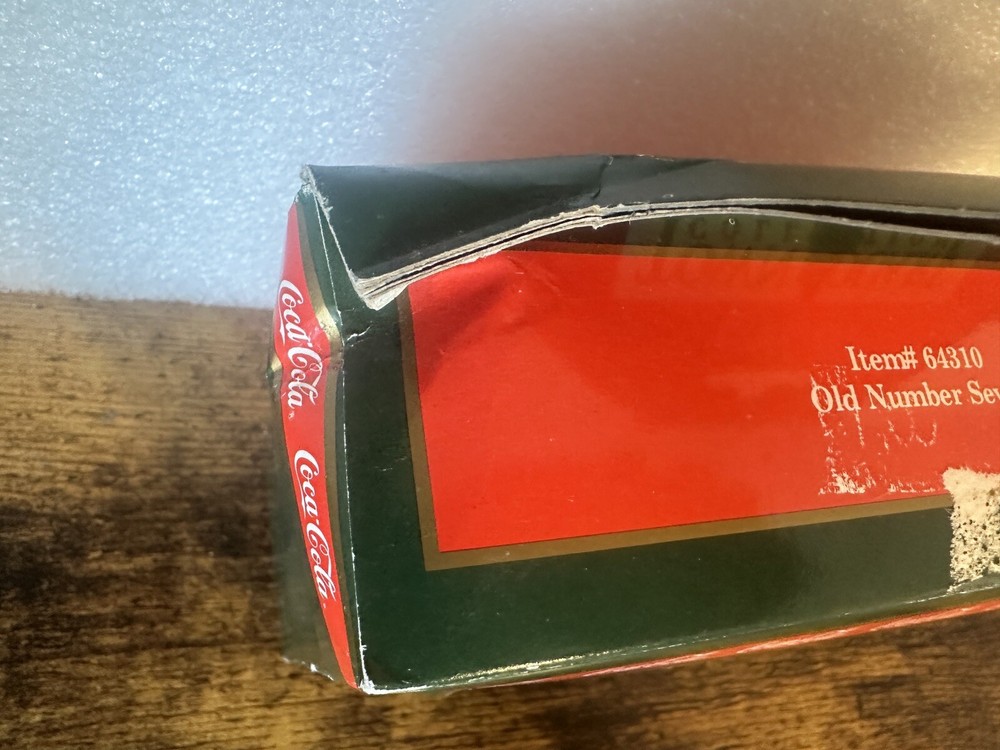 Coca-Cola
Coca-Cola
Item# 64310
Old Number Sev